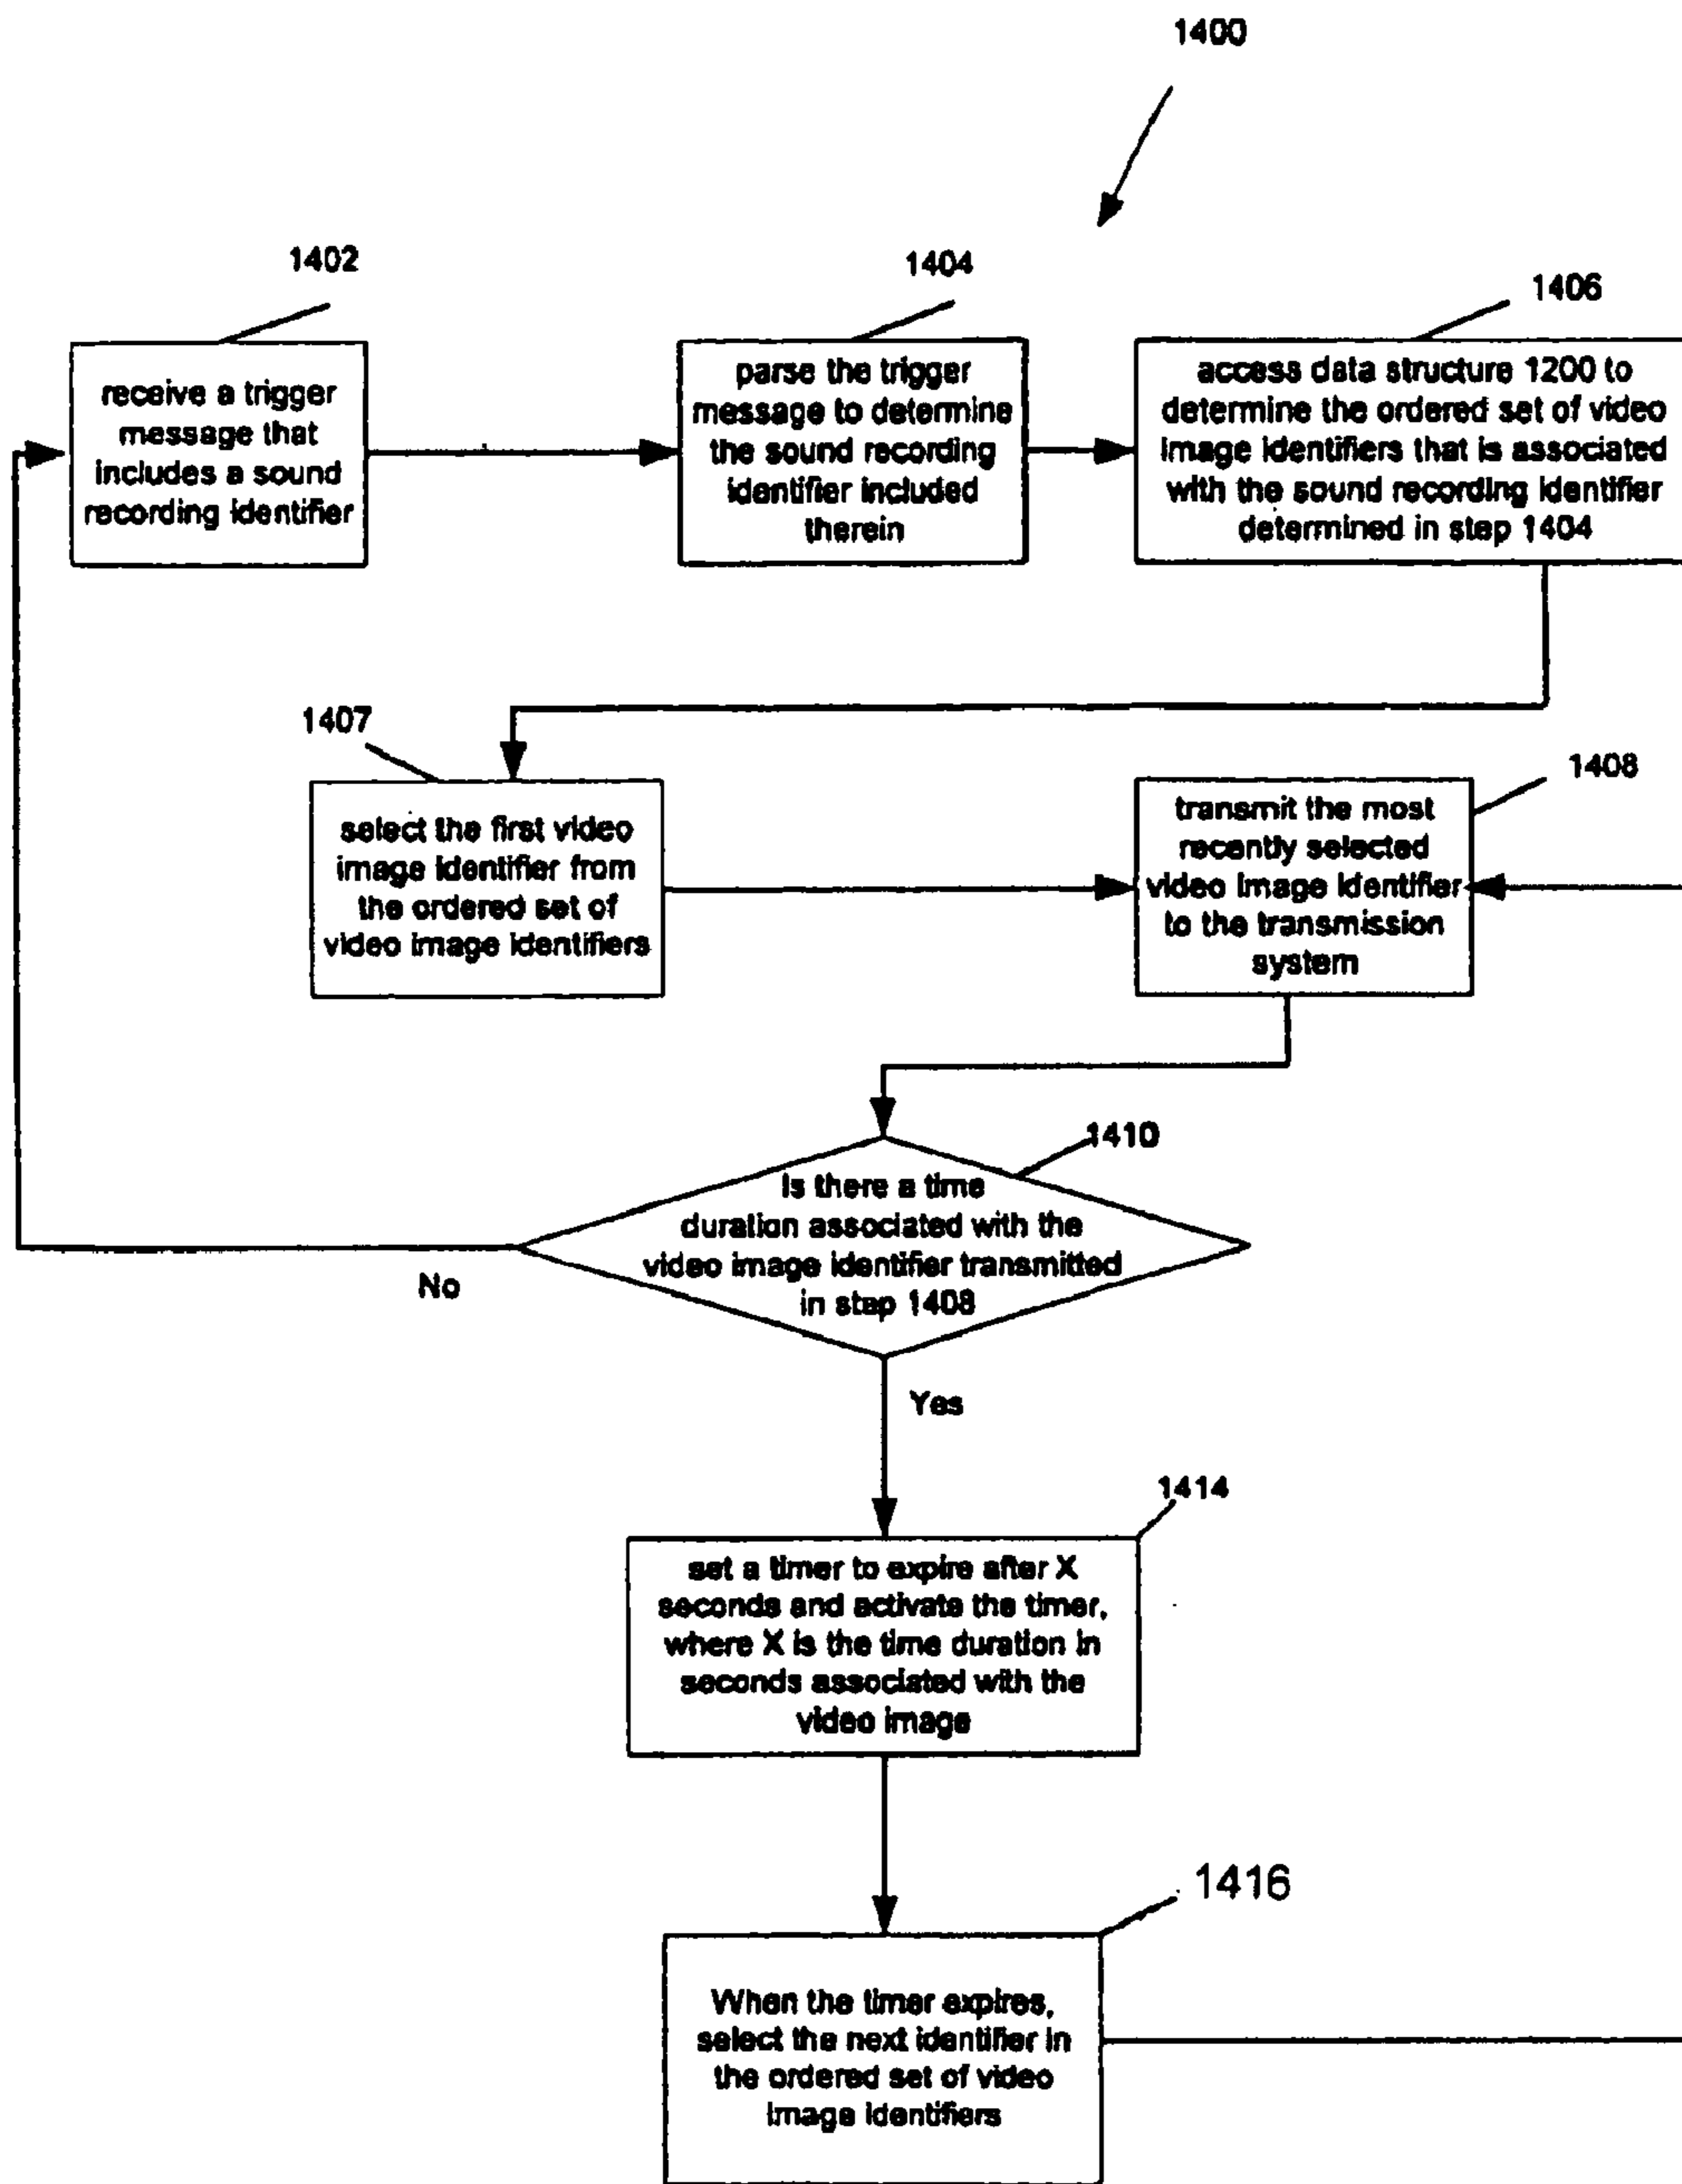 1400
1402
receive a trigger
message that
includes a sound
recording identifier
1404
parse the trigger
message to determine
the sound recording
identifier included
therein
1406
access data structure 1200 to
determine the ordered set of video
image identifiers that is associated
with the sound recording identifier
determined in step 1404
1407
select the first video
image identifier from
the ordered set of
video image identifiers
1408
transmit the most
recently selected
video image identifier
to the transmission
system
1410
Is there a time
duration associated with the
video image identifier transmitted
in step 1408
No
Yes
1414
set a timer to expire after X
seconds and activate the timer,
where X is the time duration in
seconds associated with the
video image
1416
When the timer expires,
select the next identifier in
the ordered set of video
image identifiers